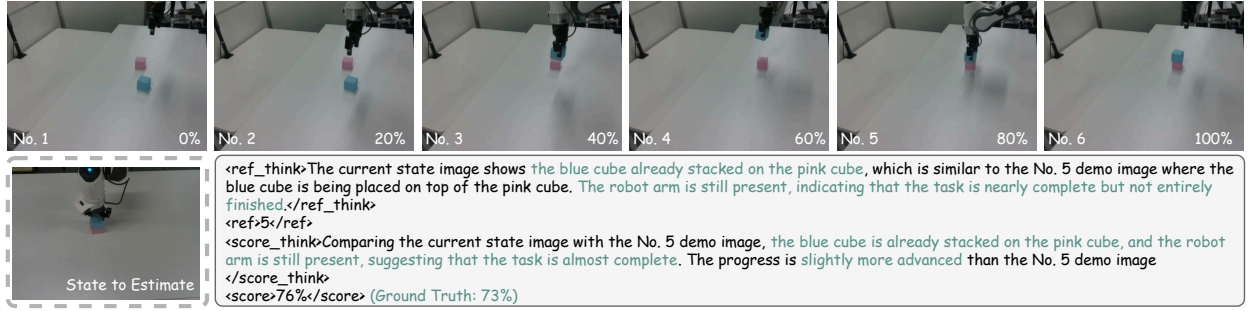 No. 1 0%
No. 2 20%
No. 3 40%
No. 4 60%
No. 5 80%
No. 6 100%
State to Estimate
<ref_think>The current state image shows the blue cube already stacked on the pink cube, which is similar to the No. 5 demo image where the
blue cube is being placed on top of the pink cube. The robot arm is still present, indicating that the task is nearly complete but not entirely
finished.</ref_think>
<ref>5</ref>
<score_think>Comparing the current state image with the No. 5 demo image, the blue cube is already stacked on the pink cube, and the robot
arm is still present, suggesting that the task is almost complete. The progress is slightly more advanced than the No. 5 demo image
</score_think>
<score>76%</score> (Ground Truth: 73%)